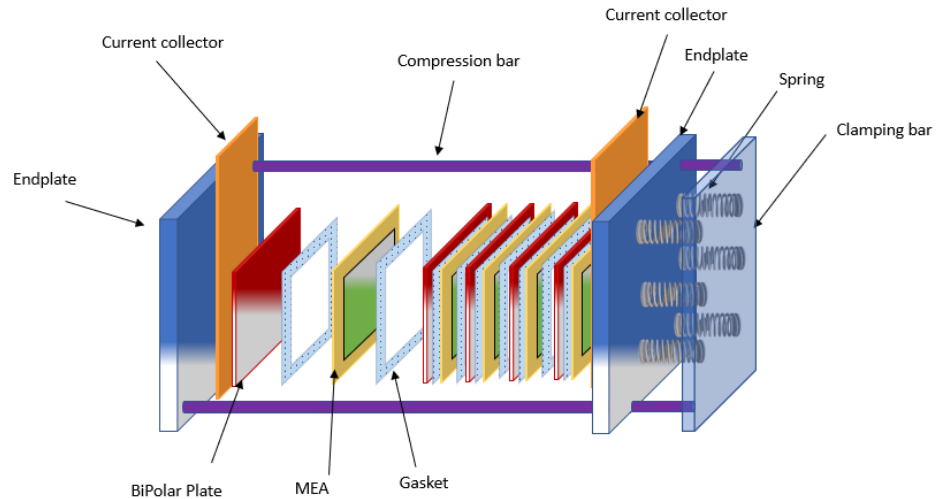 Current collector
Current collector
Compression bar
Endplate
Spring
Clamping bar
Endplate
BiPolar Plate
MEA
Gasket